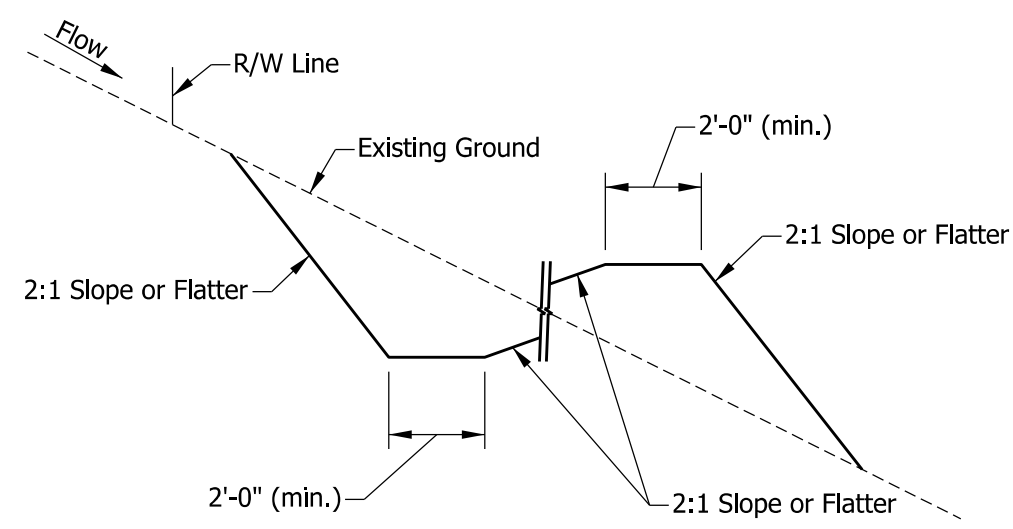 Flow
R/W Line
2'-0" (min.)
Existing Ground
2:1 Slope or Flatter
2:1 Slope or Flatter
2'-0" (min.)
2:1 Slope or Flatter